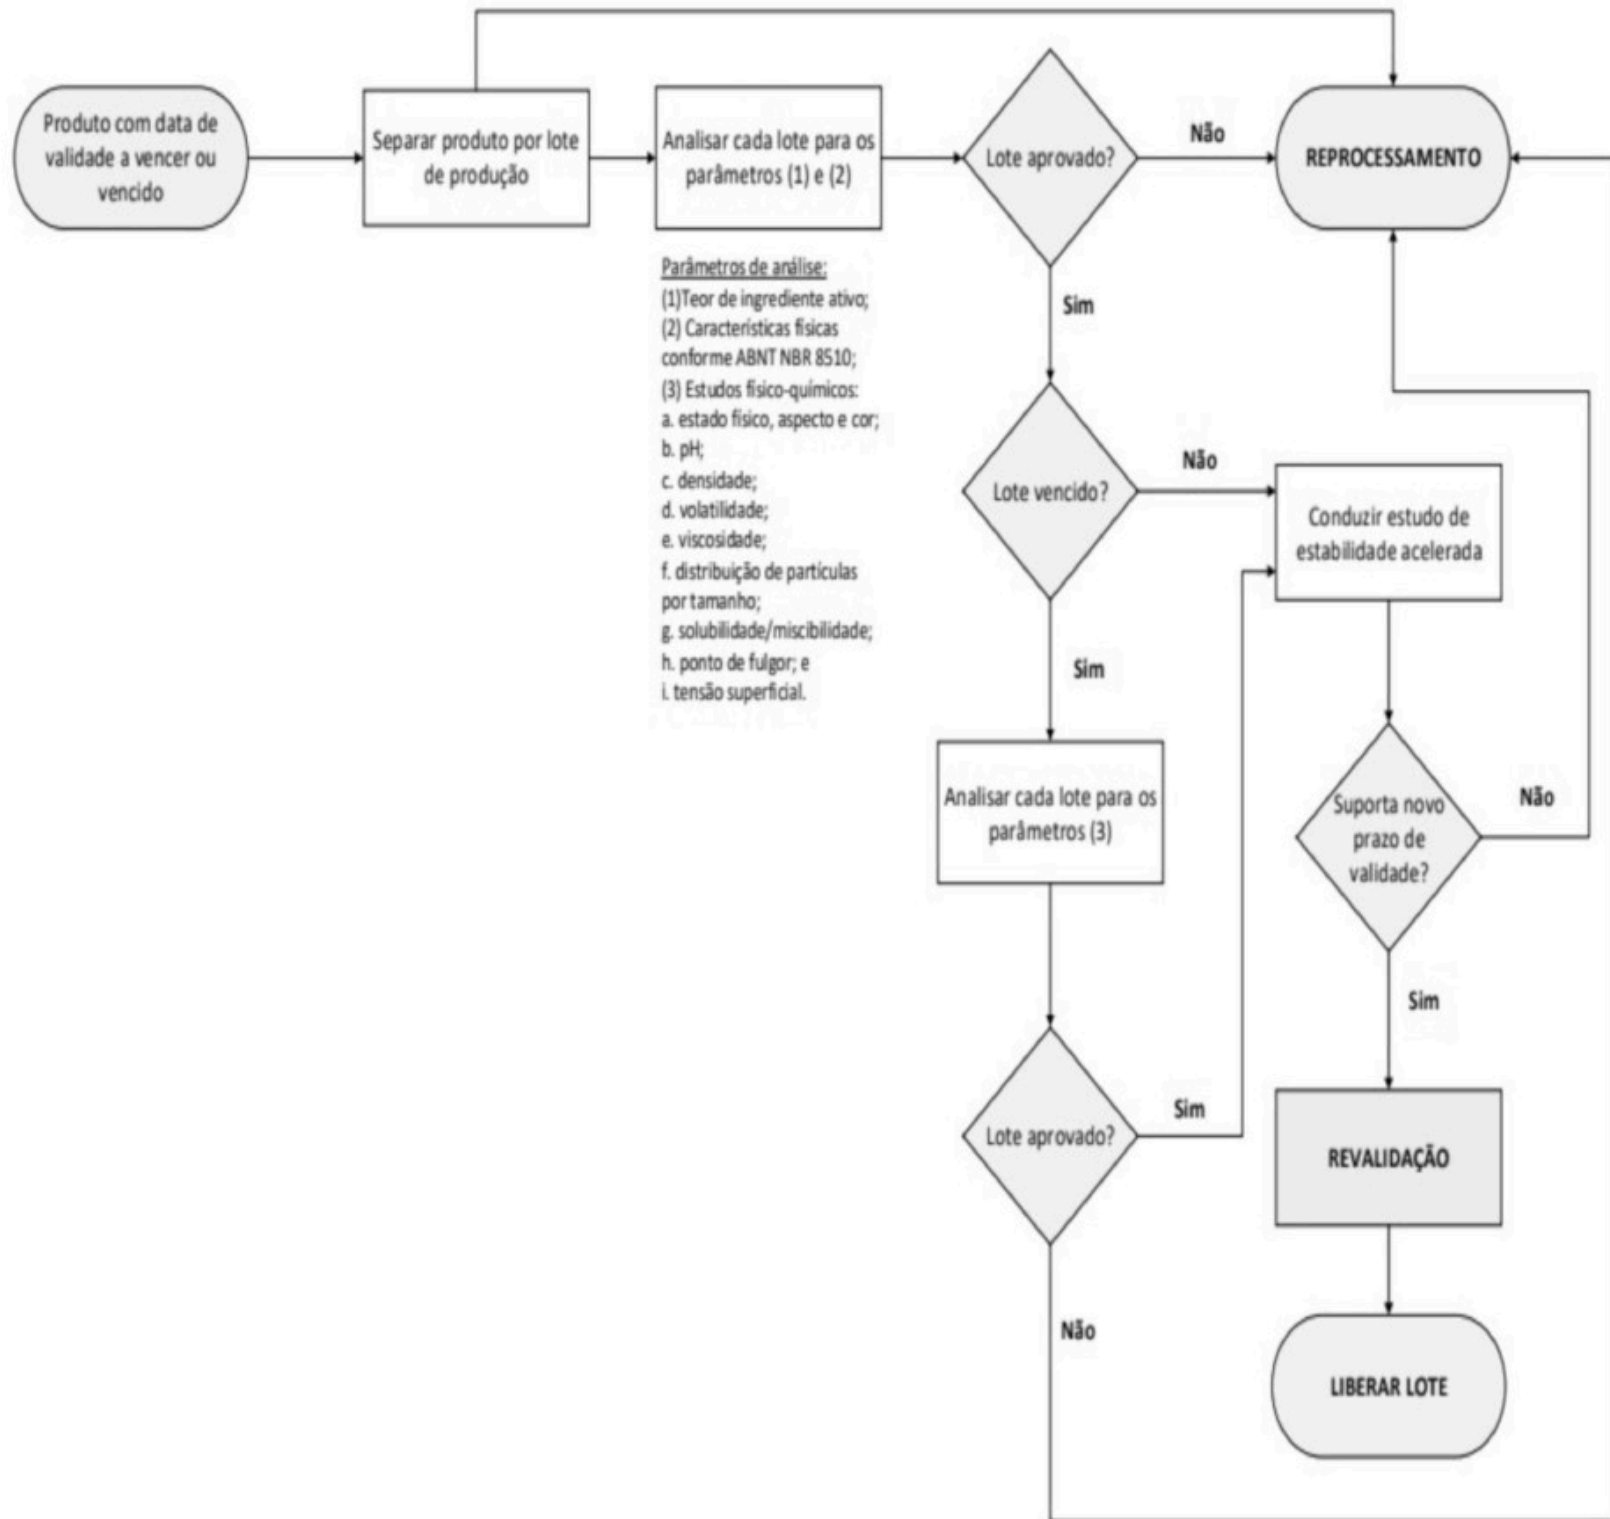 Produto com data de
validade a vencer ou
vencido
Separar produto por lote
de produção
Analisar cada lote para os
parâmetros (1) e (2)
Lote aprovado?
Não
REPROCESSAMENTO
Parâmetros de análise:
(1)Teor de ingrediente ativo;
(2) Características físicas
conforme ABNT NBR 8510;
(3) Estudos físico-químicos:
a. estado físico, aspecto e cor;
b. pH;
c. densidade;
d. volatilidade;
e. viscosidade;
f. distribuição de partículas
por tamanho;
g. solubilidade/miscibilidade;
h. ponto de fulgor; e
i. tensão superficial.
Sim
Lote vencido?
Não
Conduzir estudo de
estabilidade acelerada
Sim
Analisar cada lote para os
parâmetros (3)
Suporta novo
prazo de
validade?
Não
Sim
Lote aprovado?
Sim
REVALIDAÇÃO
Não
LIBERAR LOTE